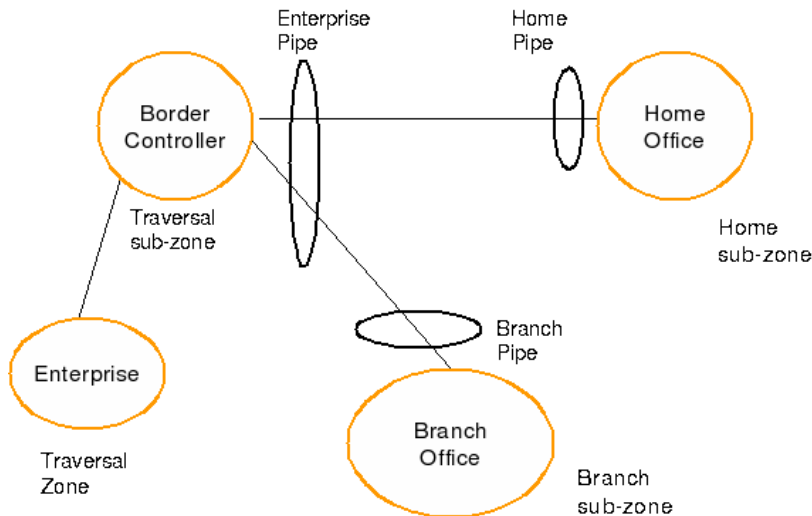 Enterprise
Pipe
Home
Pipe
Border
Controller
Home
Office
Traversal
sub-zone
Home
sub-zone
Branch
Pipe
Enterprise
Branch
Office
Traversal
Zone
Branch
sub-zone